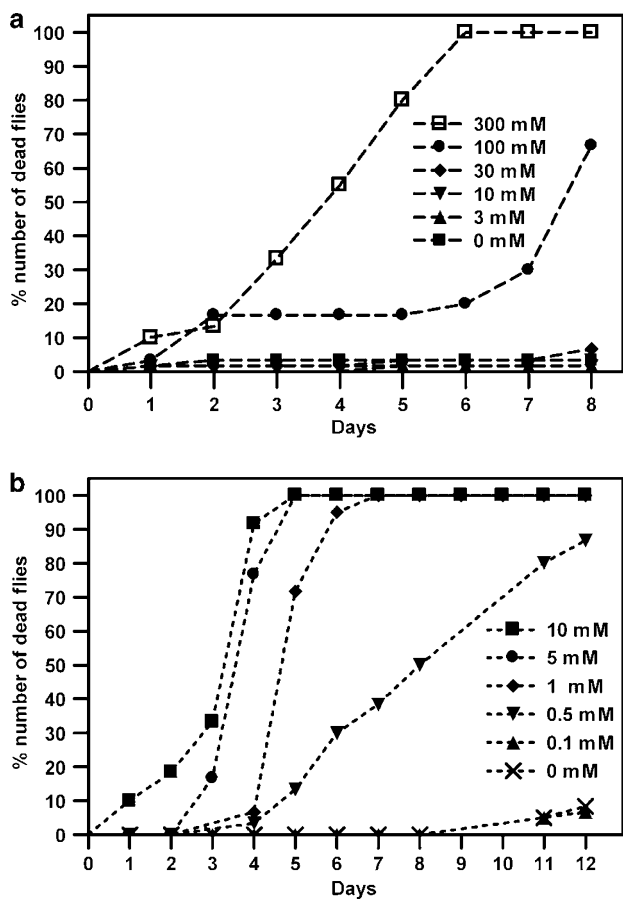 a
% number of dead flies
100
90
80
70
60
50
40
30
20
10
0
300 mM
100 mM
30 mM
10 mM
3 mM
0 mM
0 1 2 3 4 5 6 7 8
Days
b
% number of dead flies
100
90
80
70
60
50
40
30
20
10
0
10 mM
5 mM
1 mM
0.5 mM
0.1 mM
0 mM
0 1 2 3 4 5 6 7 8 9 10 11 12
Days